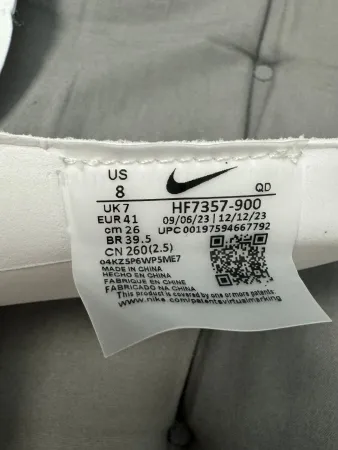 US
8
QD
UK 7
HF7357-900
EUR 41
09/06/23 | 12/12/23
cm 26
UPC 00197594667792
BR 39.5
CN 260(2.5)
04KZ5P6WP5ME7
MADE IN CHINA
HECHO EN CHINA
FABRIQUE EN CHINE
FABRICADO NA CHINA
This product is covered by one or more patents
www.nike.com/patentsvirtualmarking